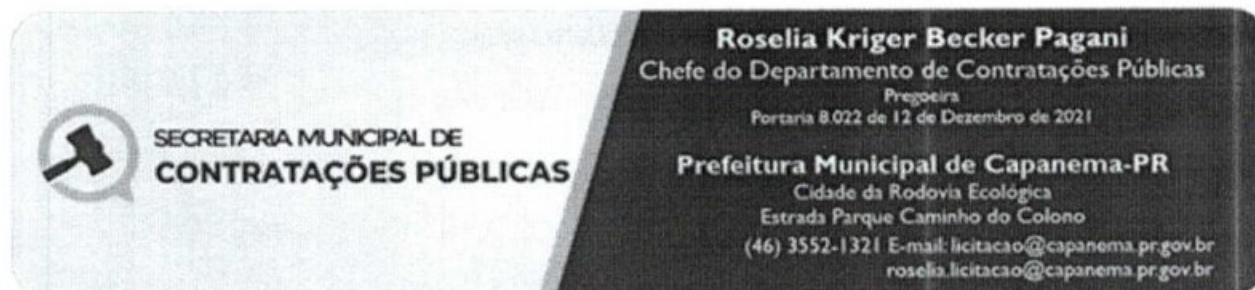 SECRETARIA MUNICIPAL DE
CONTRATAÇÕES PÚBLICAS
Roselia Kriger Becker Pagani
Chefe do Departamento de Contratações Públicas
Pregoeira
Portaria 8.022 de 12 de Dezembro de 2021
Prefeitura Municipal de Capanema-PR
Cidade da Rodovia Ecológica
Estrada Parque Caminho do Colono
(46) 3552-1321 E-mail: licitacao@capanema.pr.gov.br
roselia.licitacao@capanema.pr.gov.br